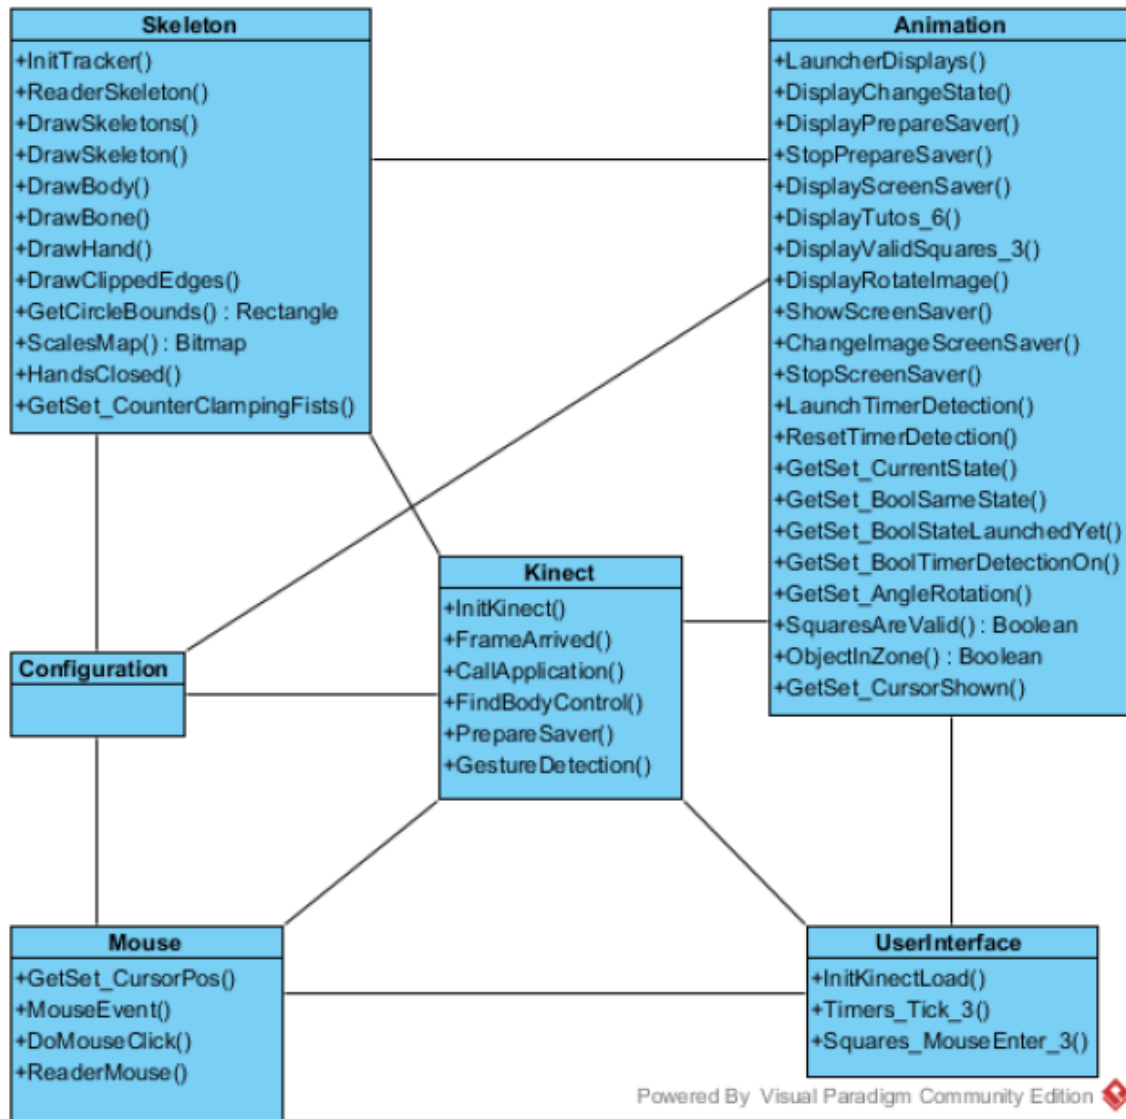 Skeleton
+InitTracker()
+ReaderSkeleton()
+DrawSkeletons()
+DrawSkeleton()
+DrawBody()
+DrawBone()
+DrawHand()
+DrawClippedEdges()
+GetCircleBounds() : Rectangle
+ScalesMap() : Bitmap
+HandsClosed()
+GetSet_CounterClampingFists()
Animation
+LauncherDisplays()
+DisplayChangeState()
+DisplayPrepareSaver()
+StopPrepareSaver()
+DisplayScreenSaver()
+DisplayTutos_6()
+DisplayValidSquares_3()
+DisplayRotateImage()
+ShowScreenSaver()
+ChangeImageScreenSaver()
+StopScreenSaver()
+LaunchTimerDetection()
+ResetTimerDetection()
+GetSet_CurrentState()
+GetSet_BoolSameState()
+GetSet_BoolStateLaunchedYet()
+GetSet_BoolTimerDetectionOn()
+GetSet_AngleRotation()
+SquaresAreValid() : Boolean
+ObjectInZone() : Boolean
+GetSet_CursorShown()
Kinect
+InitKinect()
+FrameArrived()
+CallApplication()
+FindBodyControl()
+PrepareSaver()
+GestureDetection()
Configuration
Mouse
+GetSet_CursorPos()
+MouseEvent()
+DoMouseClick()
+ReaderMouse()
UserInterface
+InitKinectLoad()
+Timers_Tick_3()
+Squares_MouseEnter_3()
Powered By Visual Paradigm Community Edition